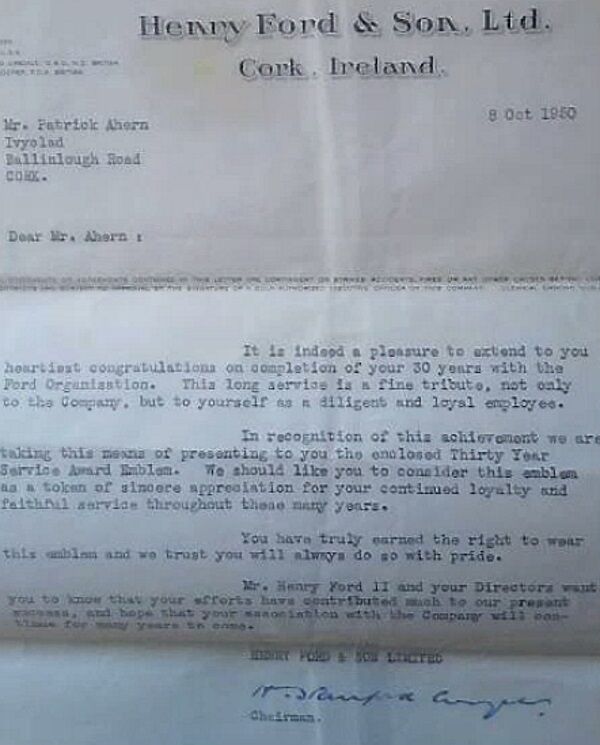 Henry Ford & Son, Ltd.
Cork, Ireland.
8 Oct 1950
Mr. Patrick Ahern
Ivyclad
Ballinlough Road
CORK.
Dear Mr. Ahern :
It is indeed a pleasure to extend to you
heartiest congratulations on completion of your 30 years with the
Ford Organisation. This long service is a fine tribute, not only
to the Company, but to yourself as a diligent and loyal employee.
In recognition of this achievement we are
taking this means of presenting to you the enclosed Thirty Year
Service Award Emblem. We should like you to consider this emblem
as a token of sincere appreciation for your continued loyalty and
faithful service throughout these many years.
You have truly earned the right to wear
this emblem and we trust you will always do so with pride.
Mr. Henry Ford II and your Directors want
you to know that your efforts have contributed much to our present
success, and hope that your association with the Company will con-
tinue for many years to come.
HENRY FORD & SON LIMITED
Chairman.